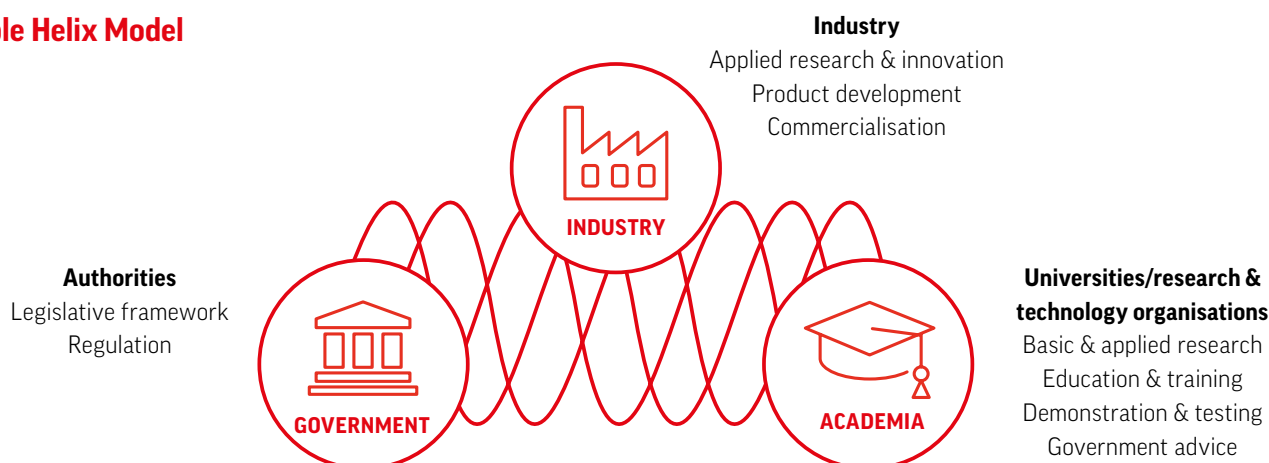 ple Helix Model
Industry
Applied research & innovation
Product development
Commercialisation
INDUSTRY
Authorities
Legislative framework
Regulation
GOVERNMENT
ACADEMIA
Universities/research &
technology organisations
Basic & applied research
Education & training
Demonstration & testing
Government advice